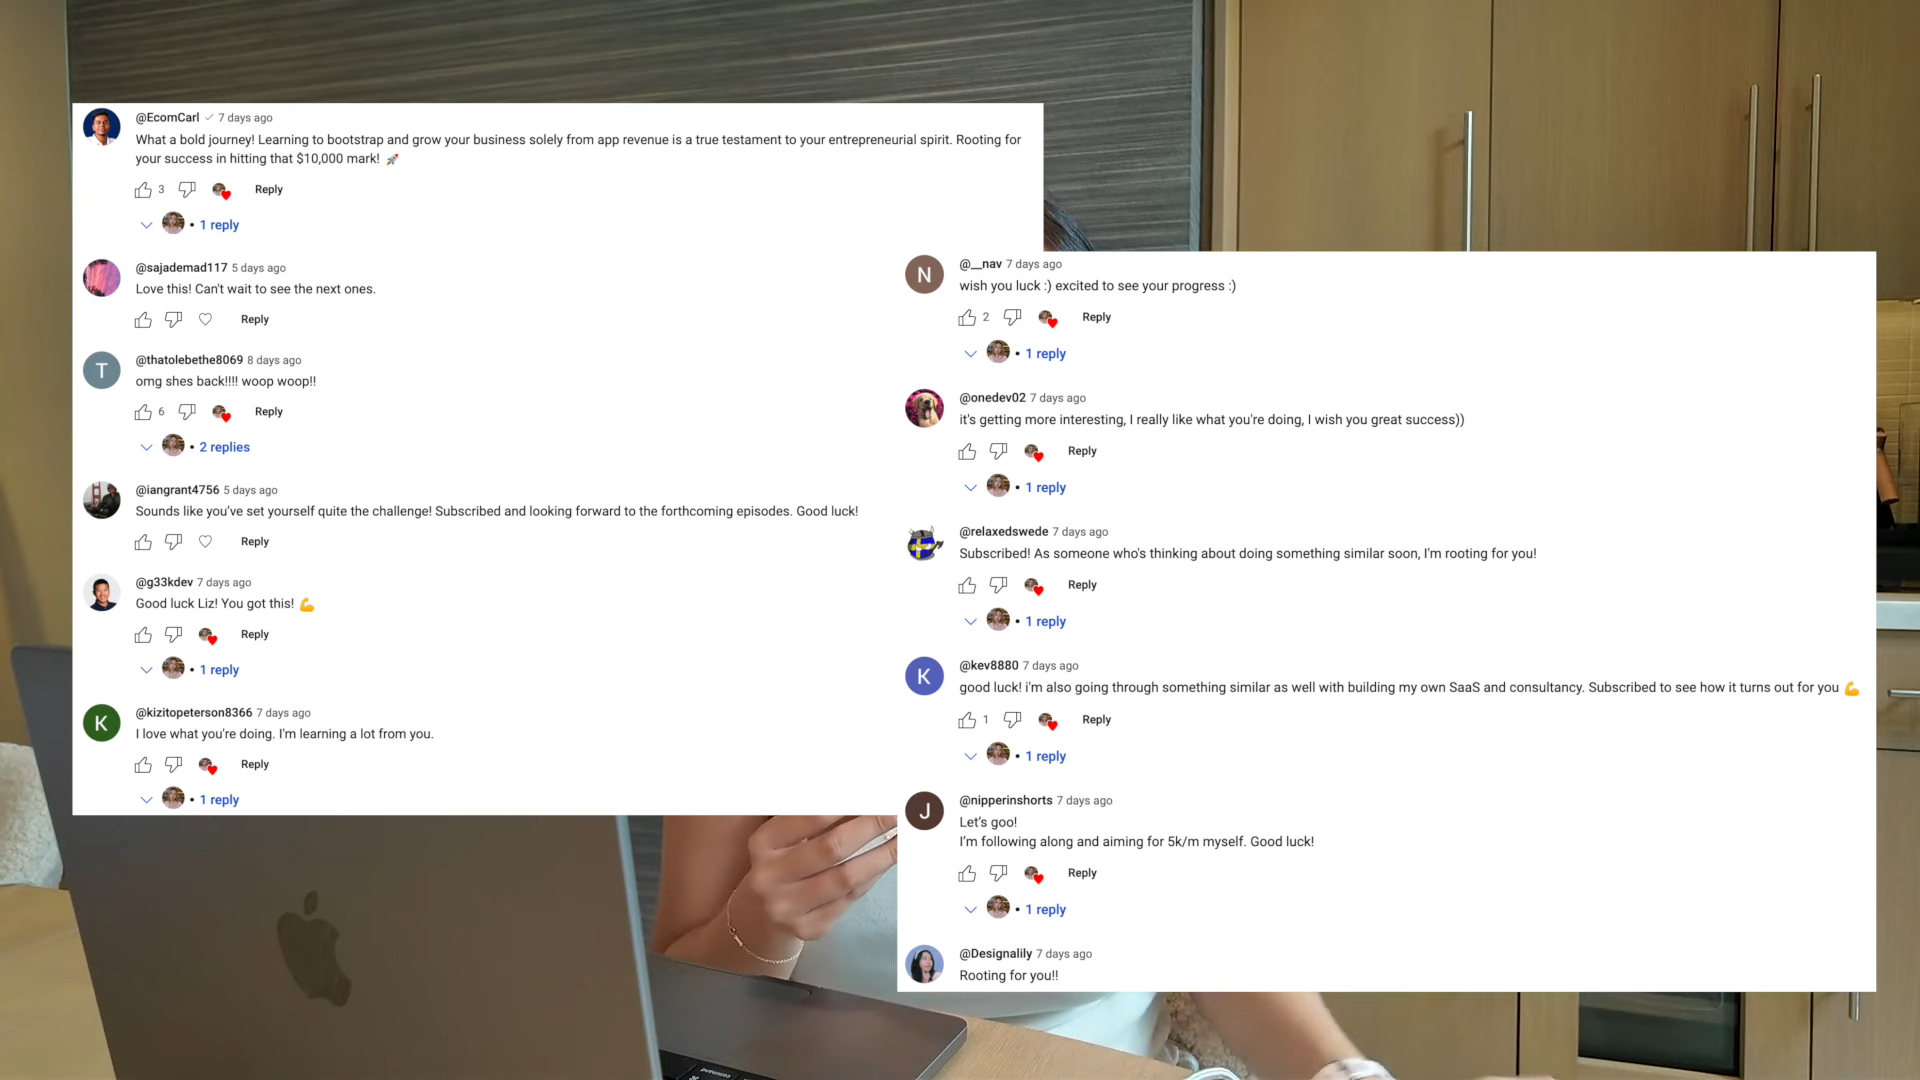 @EcomCarl 7 days ago
What a bold journey! Learning to bootstrap and grow your business solely from app revenue is a true testament to your entrepreneurial spirit. Rooting for
your success in hitting that $10,000 mark! 🚀
3 Reply
• 1 reply
@sajademad117 5 days ago
Love this! Can't wait to see the next ones.
Reply
T
@thatolebethe8069 8 days ago
omg shes back!!!! woop woop!!
6 Reply
• 2 replies
@iangrant4756 5 days ago
Sounds like you've set yourself quite the challenge! Subscribed and looking forward to the forthcoming episodes. Good luck!
Reply
@g33kdev 7 days ago
Good luck Liz! You got this! 💪
Reply
• 1 reply
K
@kizitopeterson8366 7 days ago
I love what you're doing. I'm learning a lot from you.
Reply
• 1 reply
N
@__nav 7 days ago
wish you luck :) excited to see your progress :)
2 Reply
• 1 reply
@onedev02 7 days ago
it's getting more interesting, I really like what you're doing, I wish you great success))
Reply
• 1 reply
@relaxedswede 7 days ago
Subscribed! As someone who's thinking about doing something similar soon, I'm rooting for you!
Reply
• 1 reply
K
@kev8880 7 days ago
good luck! i'm also going through something similar as well with building my own SaaS and consultancy. Subscribed to see how it turns out for you 💪
1 Reply
• 1 reply
J
@nipperinshorts 7 days ago
Let's goo!
I'm following along and aiming for 5k/m myself. Good luck!
Reply
• 1 reply
@Designalily 7 days ago
Rooting for you!!
command